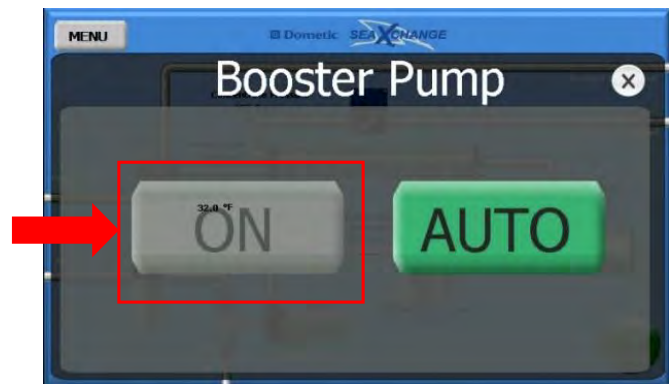 MENU
Dometic SEAXCHANGE
Booster Pump
X
32.0 °F
ON
AUTO